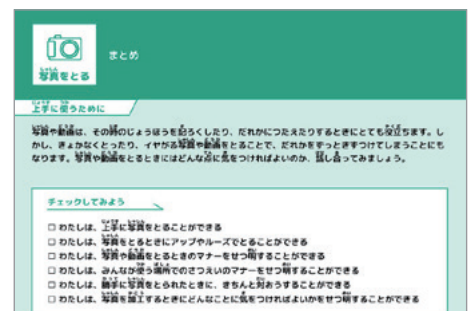 写真をとる
まとめ
上手に使うために
写真や動画は、その時のじょうほうを記ろくしたり、だれかにつたえたりするときにとても役立ちます。し
かし、きょかなくとったり、イヤがる写真や動画をとることで、だれかをずっときずつけてしまうことにも
なります。写真や動画をとるときにはどんな点に気をつければよいのか、話し合ってみましょう。
チェックしてみよう
□ わたしは、上手に写真をとることができる
□ わたしは、写真をとるときにアップやルーズでとることができる
□ わたしは、写真や動画をとるときのマナーをせつ明することができる
□ わたしは、みんなが使う場所でのさつえいのマナーをせつ明することができる
□ わたしは、勝手に写真をとられたときに、きちんと対おうすることができる
□ わたしは、写真を加工するときにどんなことに気をつければよいかをせつ明することができる